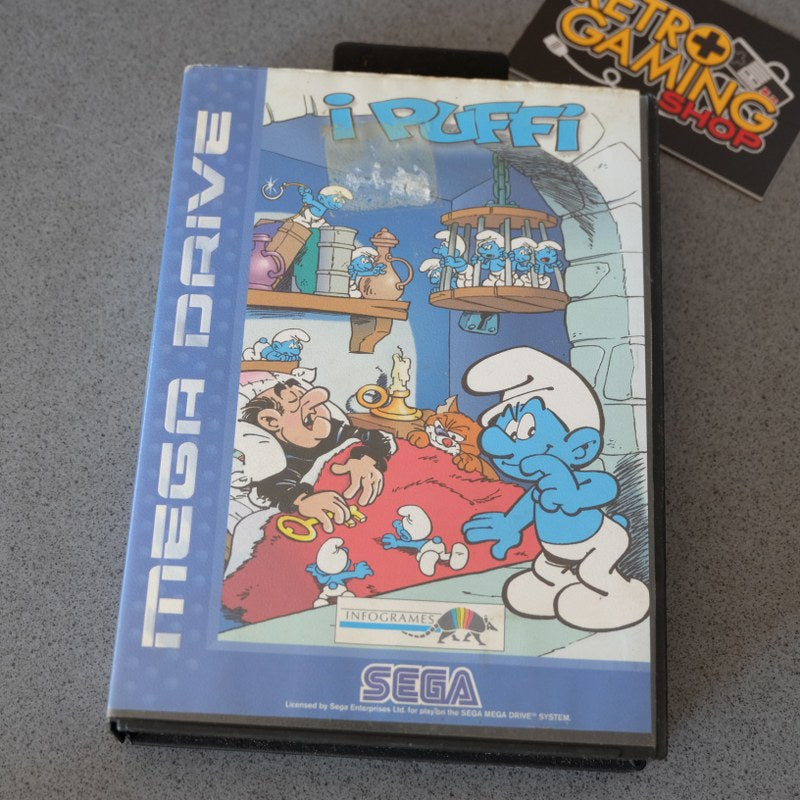 RETRO
GAMING
SHOP
i PUFFi
MEGA DRIVE
INFOGRAMES
SEGA
Licensed by Sega Enterprises Ltd. for play on the SEGA MEGA DRIVE™ SYSTEM.